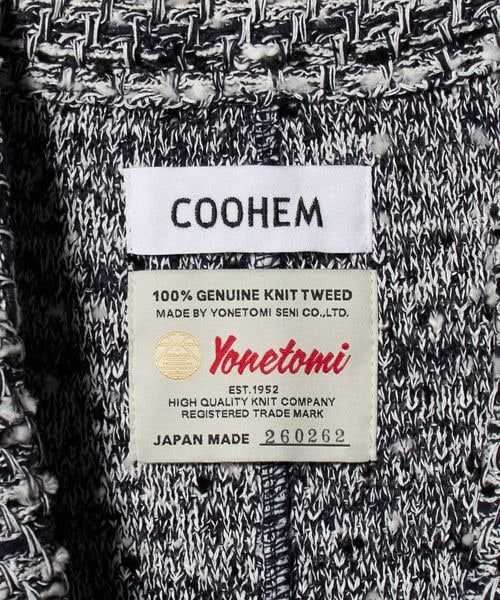 COOHEM
100% GENUINE KNIT TWEED
MADE BY YONETOMI SENI CO.,LTD.
Yonetomi
EST.1952
HIGH QUALITY KNIT COMPANY
REGISTERED TRADE MARK
JAPAN MADE 260262